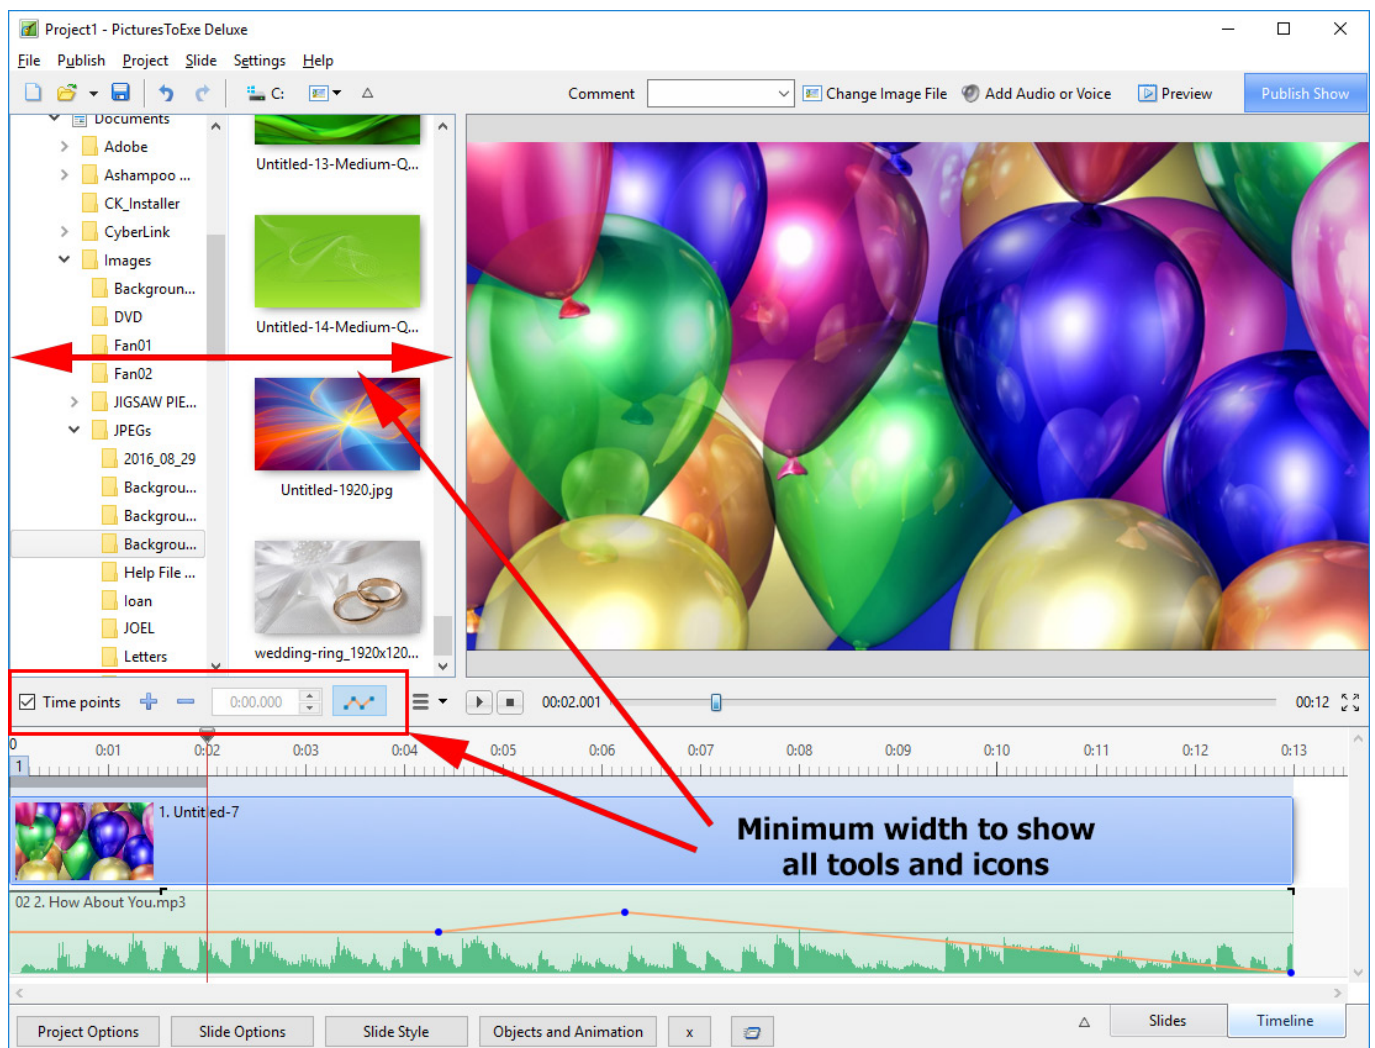 Project1 - PicturesToExe Deluxe
File Publish Project Slide Settings Help
C: Comment Change Image File Add Audio or Voice Preview Publish Show
Documents
Adobe
Ashampoo ...
CK_Installer
CyberLink
Images
Backgroun...
DVD
Fan01
Fan02
JIGSAW PIE...
JPEGs
2016_08_29
Backgrou...
Backgrou...
Backgrou...
Help File ...
Ioan
JOEL
Letters
Untitled-13-Medium-Q...
Untitled-14-Medium-Q...
Untitled-1920.jpg
wedding-ring_1920x120...
Time points 0:00.000 00:02.001 00:12
0 0:01 0:02 0:03 0:04 0:05 0:06 0:07 0:08 0:09 0:10 0:11 0:12 0:13
1
1. Untitled-7
Minimum width to show
all tools and icons
02 2. How About You.mp3
Project Options Slide Options Slide Style Objects and Animation x Slides Timeline